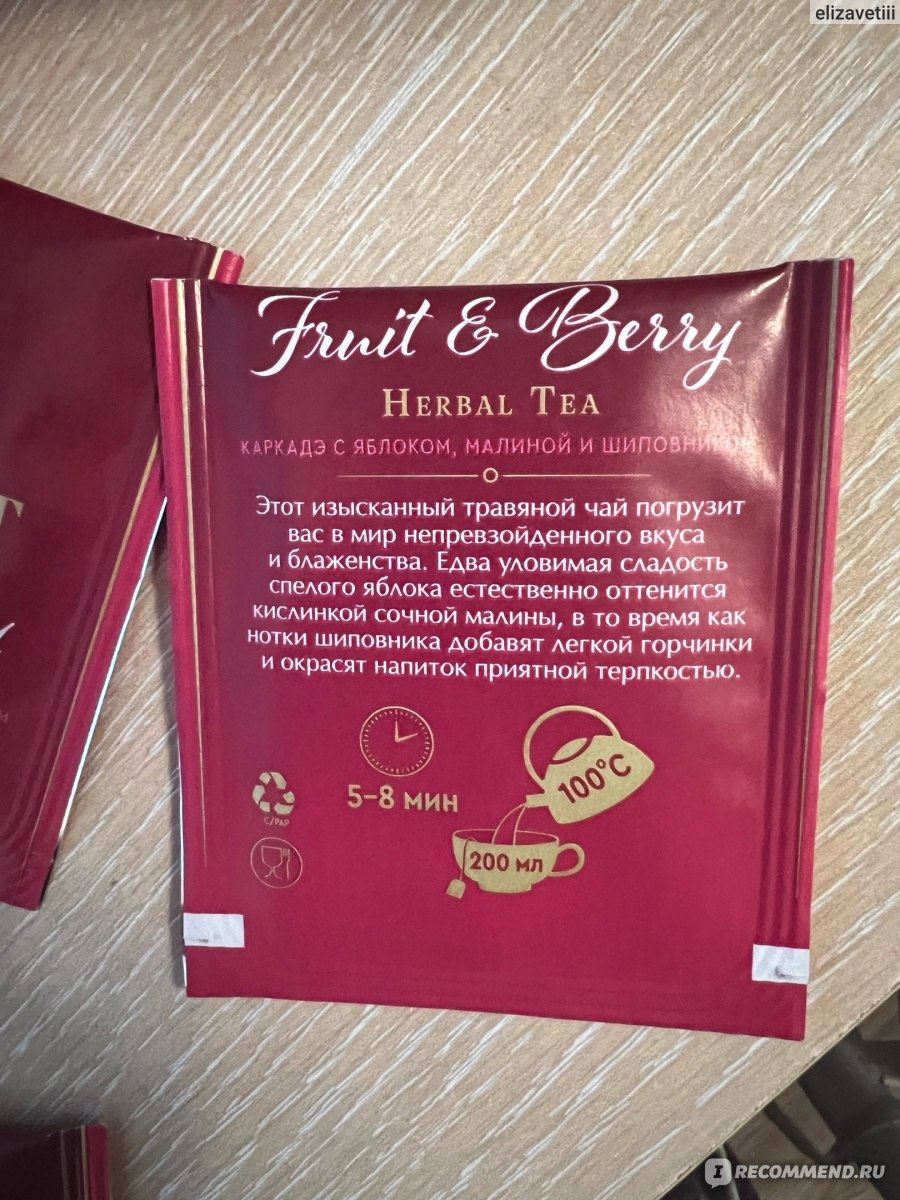 elizavetiii
Fruit & Berry
HERBAL TEA
КАРКАДЭ С ЯБЛОКОМ, МАЛИНОЙ И ШИПОВНИКОМ
Этот изысканный травяной чай погрузит
вас в мир непревзойденного вкуса
и блаженства. Едва уловимая сладость
спелого яблока естественно оттенится
кислинкой сочной малины, в то время как
нотки шиповника добавят легкой горчинки
и окрасят напиток приятной терпкостью.
100°C
5–8 мин
C/PAP
200 мл
IRECOMMEND.RU